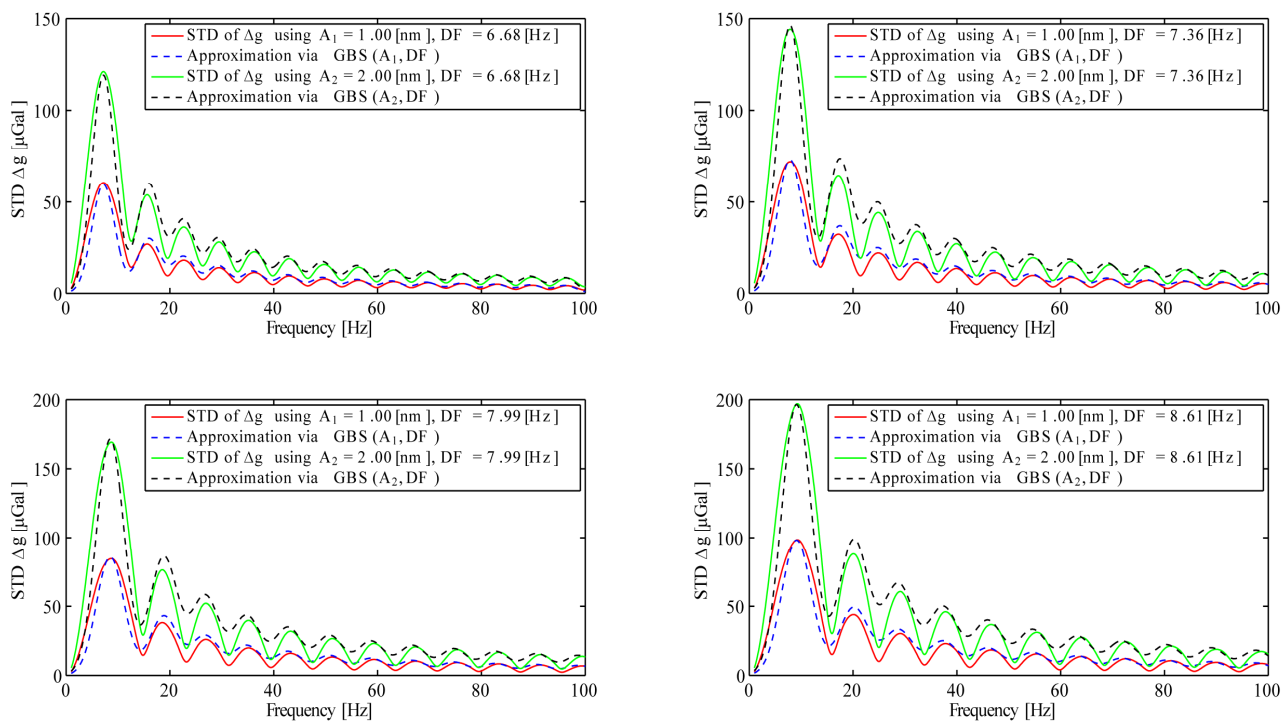 150
100
50
0
STD Δg [µGal]
STD of Δg using A1 = 1.00 [nm], DF = 6.68 [Hz]
Approximation via GBS (A1, DF)
STD of Δg using A2 = 2.00 [nm], DF = 6.68 [Hz]
Approximation via GBS (A2, DF)
0 20 40 60 80 100
Frequency [Hz]
150
100
50
0
STD Δg [µGal]
STD of Δg using A1 = 1.00 [nm], DF = 7.36 [Hz]
Approximation via GBS (A1, DF)
STD of Δg using A2 = 2.00 [nm], DF = 7.36 [Hz]
Approximation via GBS (A2, DF)
0 20 40 60 80 100
Frequency [Hz]
200
150
100
50
0
STD Δg [µGal]
STD of Δg using A1 = 1.00 [nm], DF = 7.99 [Hz]
Approximation via GBS (A1, DF)
STD of Δg using A2 = 2.00 [nm], DF = 7.99 [Hz]
Approximation via GBS (A2, DF)
0 20 40 60 80 100
Frequency [Hz]
200
150
100
50
0
STD Δg [µGal]
STD of Δg using A1 = 1.00 [nm], DF = 8.61 [Hz]
Approximation via GBS (A1, DF)
STD of Δg using A2 = 2.00 [nm], DF = 8.61 [Hz]
Approximation via GBS (A2, DF)
0 20 40 60 80 100
Frequency [Hz]